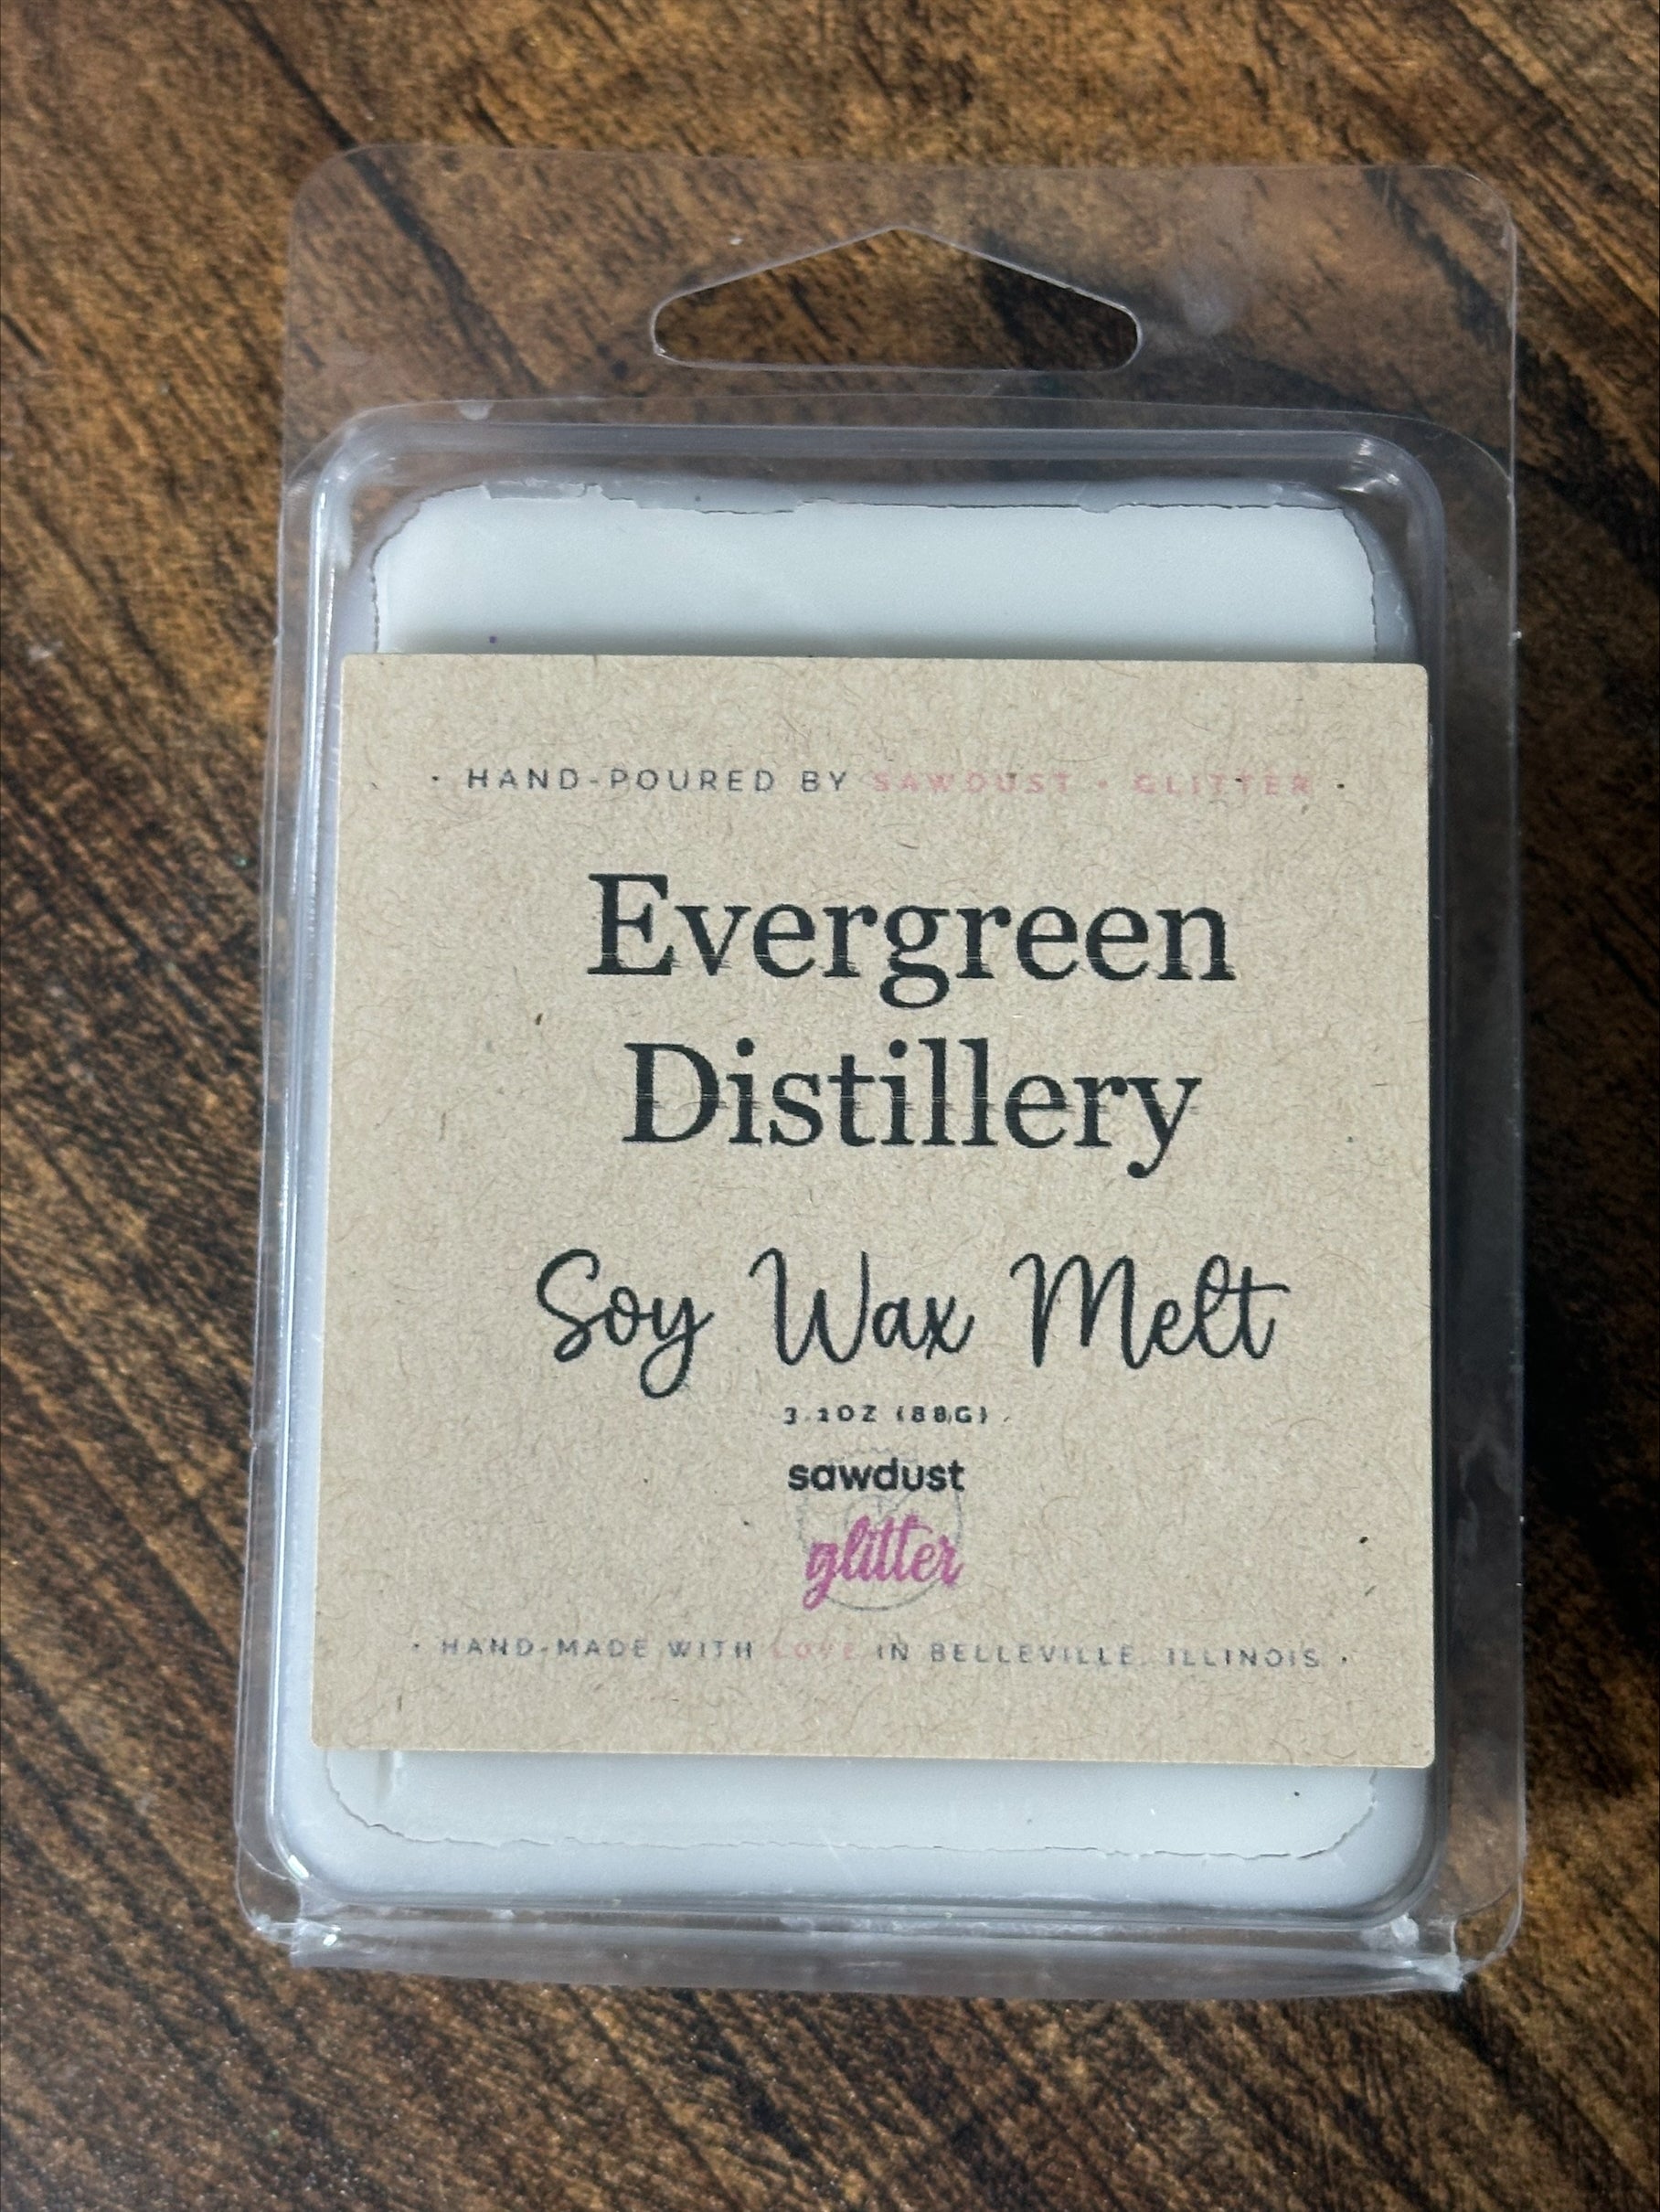 · HAND-POURED BY SAWDUST · GLITTER ·
Evergreen
Distillery
Soy Wax Melt
3.1OZ (88G)
sawdust
glitter
· HAND-MADE WITH LOVE IN BELLEVILLE, ILLINOIS ·